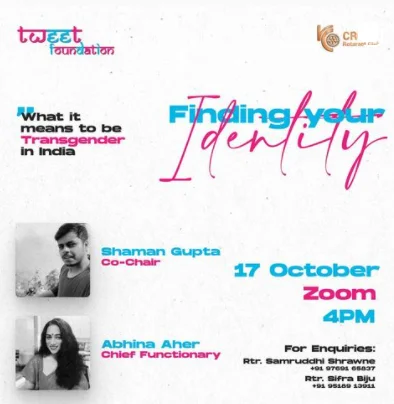 TWEET
foundation
CR
"What it
means to be
Transgender
in India
Finding your
Identity
Shaman Gupta
Co-Chair
17 October
Zoom
4PM
Abhina Aher
Chief Functionary
For Enquiries:
Rtr. Samruddhi Shrawne
+91 97691 65837
Rtr. Sifra Biju
+91 95189 13911